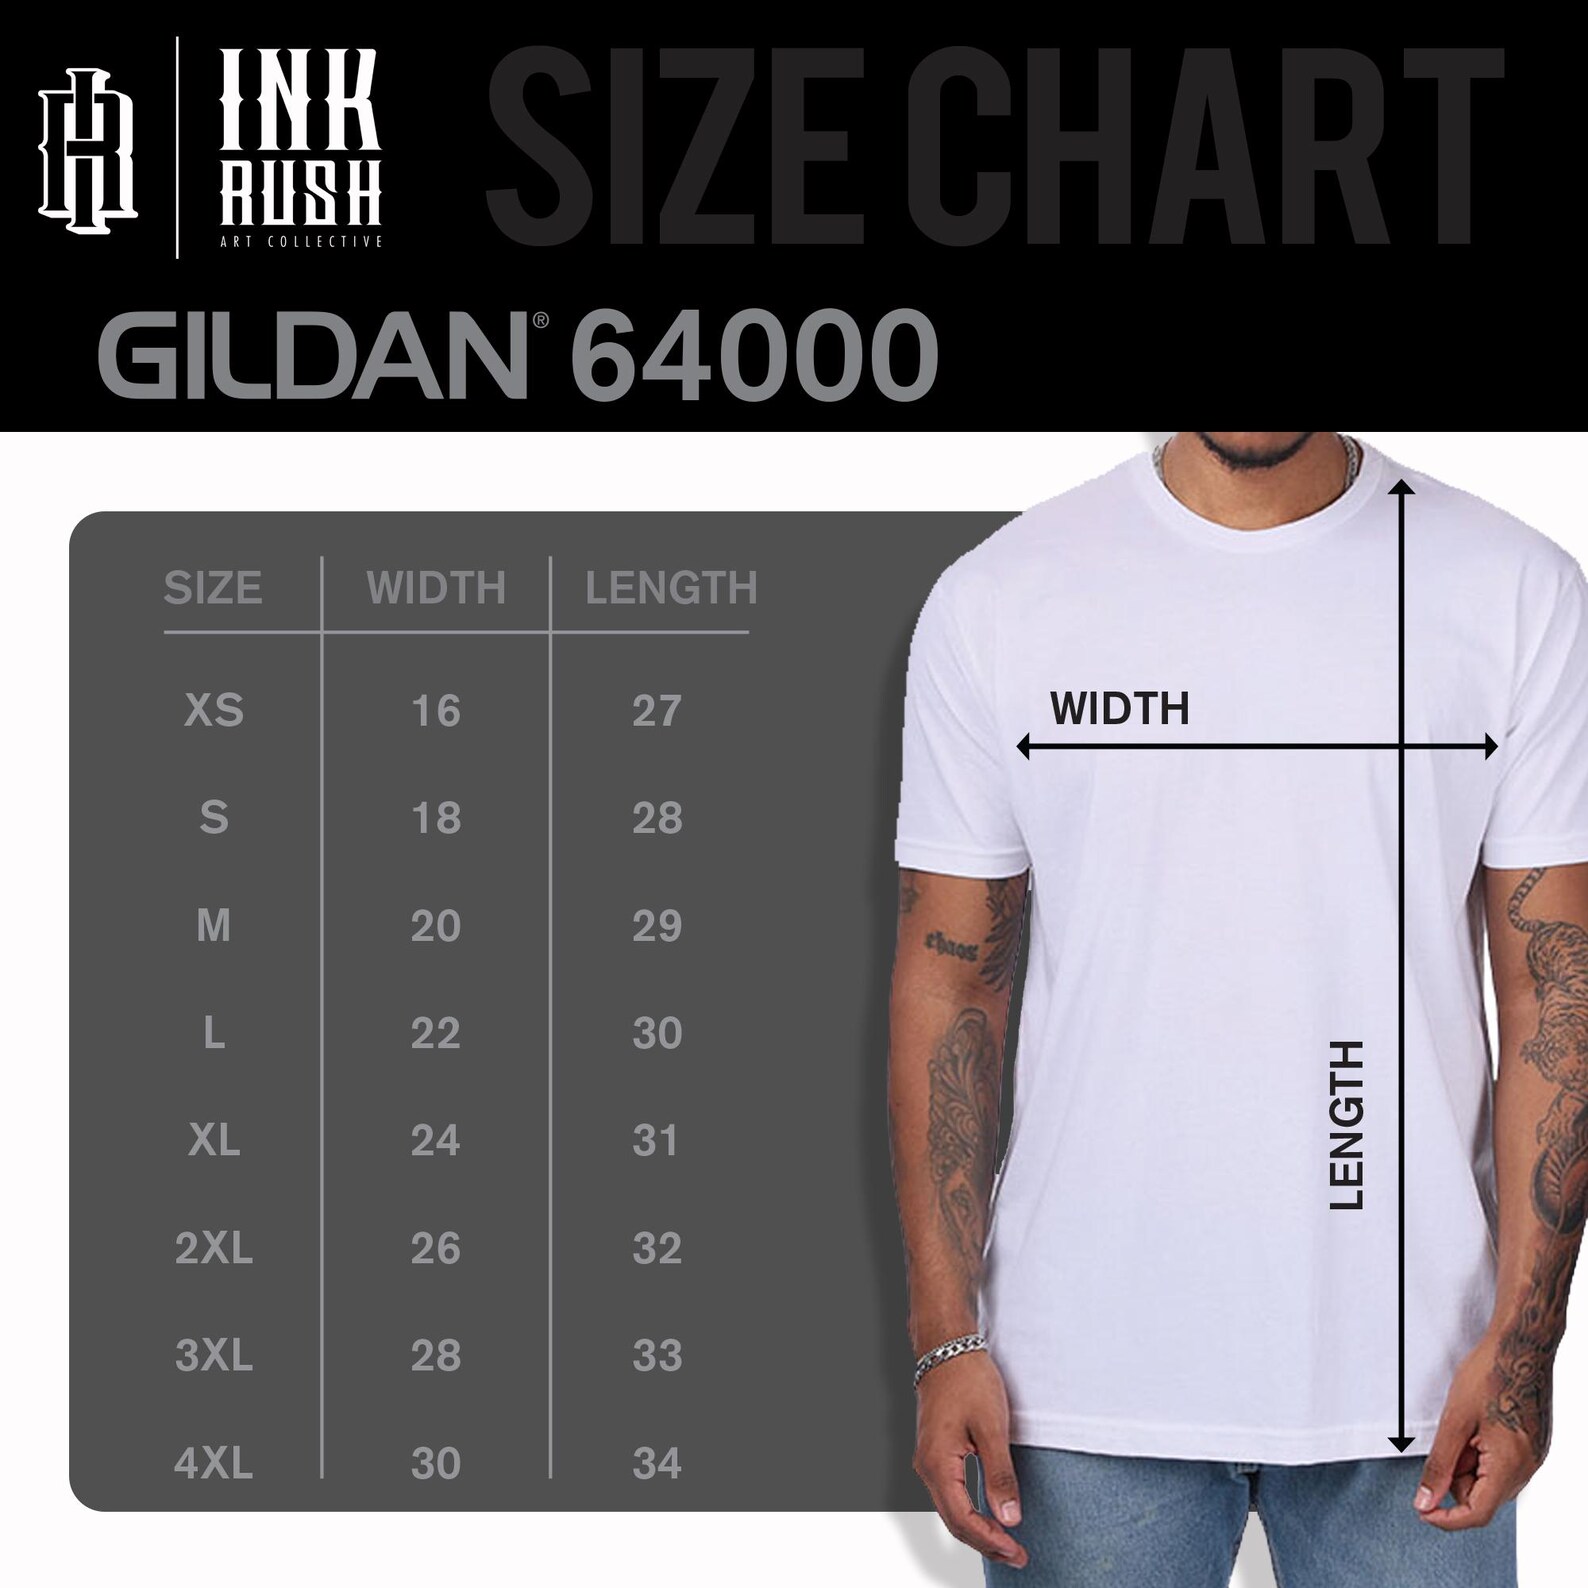 INK
RUSH
ART COLLECTIVE
SIZE CHART
GILDAN® 64000
SIZE WIDTH LENGTH
XS 16 27
S 18 28
M 20 29
L 22 30
XL 24 31
2XL 26 32
3XL 28 33
4XL 30 34
WIDTH
LENGTH
chaos